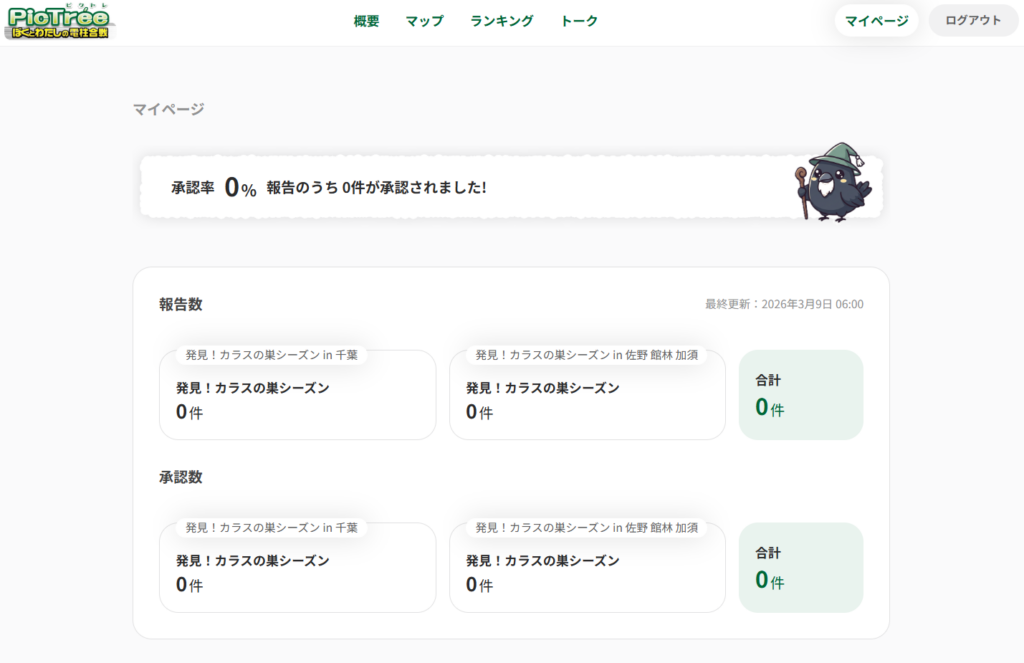 ピクトレ
PicTrée
ぼくとわたしの電柱合戦
概要 マップ ランキング トーク
マイページ ログアウト
マイページ
承認率 0% 報告のうち 0件が承認されました!
報告数
最終更新：2026年3月9日 06:00
発見！カラスの巣シーズン in 千葉
発見！カラスの巣シーズン
0件
発見！カラスの巣シーズン in 佐野 館林 加須
発見！カラスの巣シーズン
0件
合計
0件
承認数
発見！カラスの巣シーズン in 千葉
発見！カラスの巣シーズン
0件
発見！カラスの巣シーズン in 佐野 館林 加須
発見！カラスの巣シーズン
0件
合計
0件